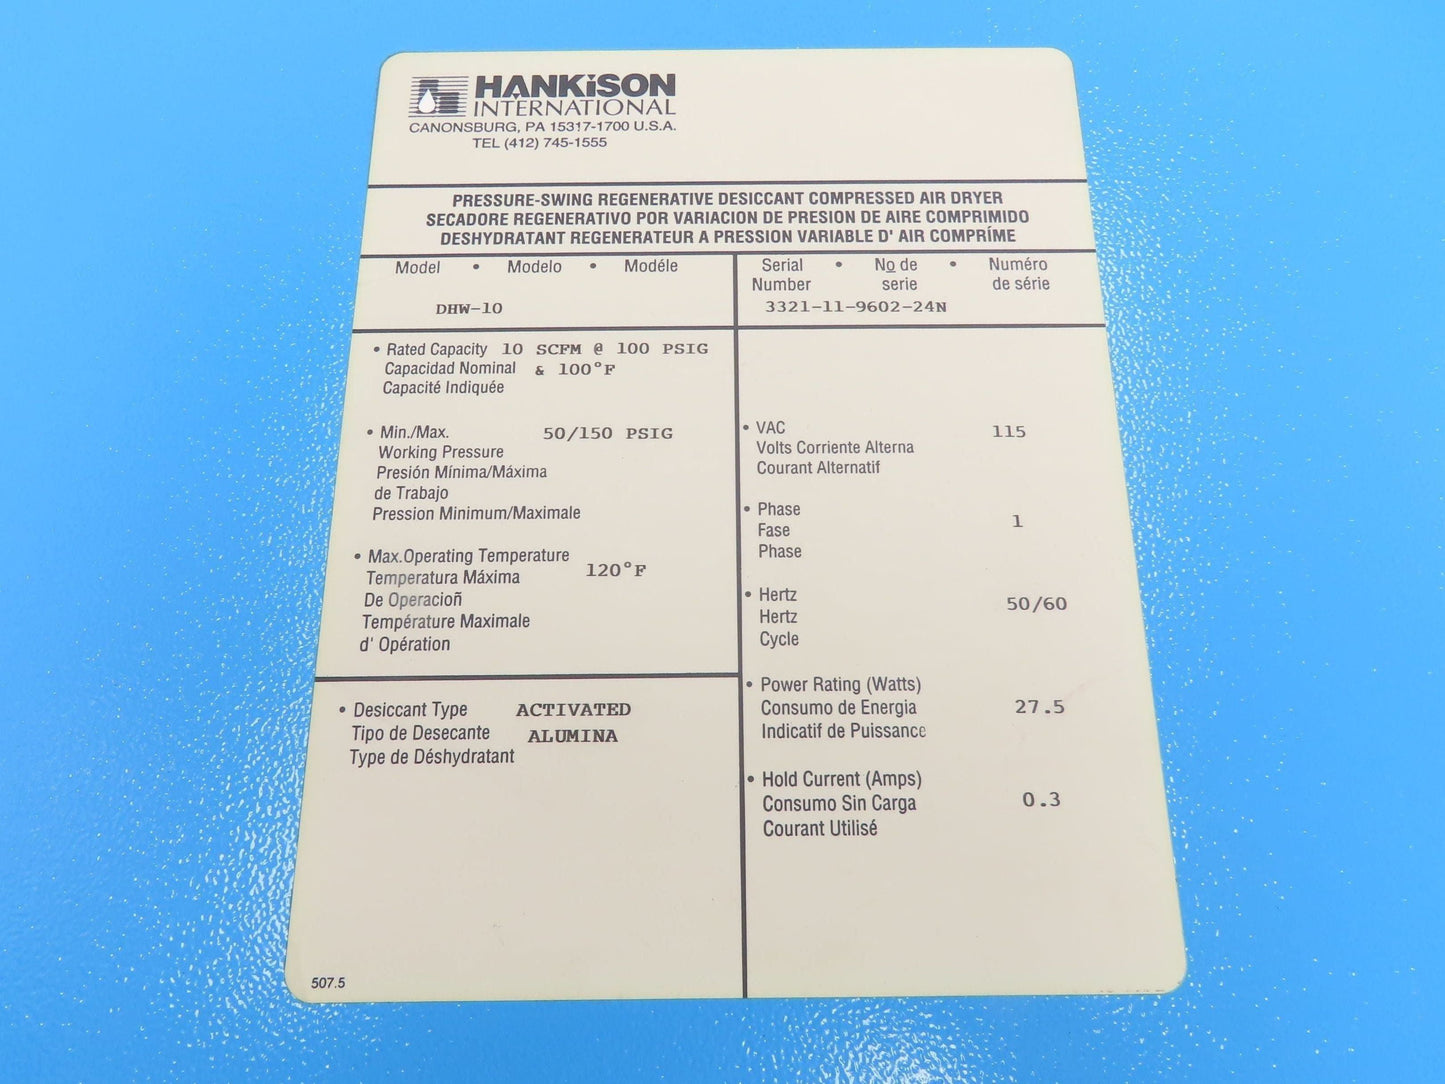 HANKiSON
INTERNATIONAL
CANONSBURG, PA 15317-1700 U.S.A.
TEL (412) 745-1555
PRESSURE-SWING REGENERATIVE DESICCANT COMPRESSED AIR DRYER
SECADORE REGENERATIVO POR VARIACION DE PRESION DE AIRE COMPRIMIDO
DESHYDRATANT REGENERATEUR A PRESSION VARIABLE D' AIR COMPRÍME
Model • Modelo • Modéle
DHW-10
Serial • No de • Numéro
Number serie de série
3321-11-9602-24N
• Rated Capacity 10 SCFM @ 100 PSIG
Capacidad Nominal & 100°F
Capacité Indiquée
• Min./Max. 50/150 PSIG
Working Pressure
Presión Mínima/Máxima
de Trabajo
Pression Minimum/Maximale
• Max.Operating Temperature
Temperatura Máxima 120°F
De Operacioñ
Température Maximale
d' Opération
• Desiccant Type ACTIVATED
Tipo de Desecante ALUMINA
Type de Déshydratant
507.5
• VAC 115
Volts Corriente Alterna
Courant Alternatif
• Phase
Fase 1
Phase
• Hertz 50/60
Hertz
Cycle
• Power Rating (Watts)
Consumo de Energia 27.5
Indicatif de Puissance
• Hold Current (Amps)
Consumo Sin Carga 0.3
Courant Utilisé